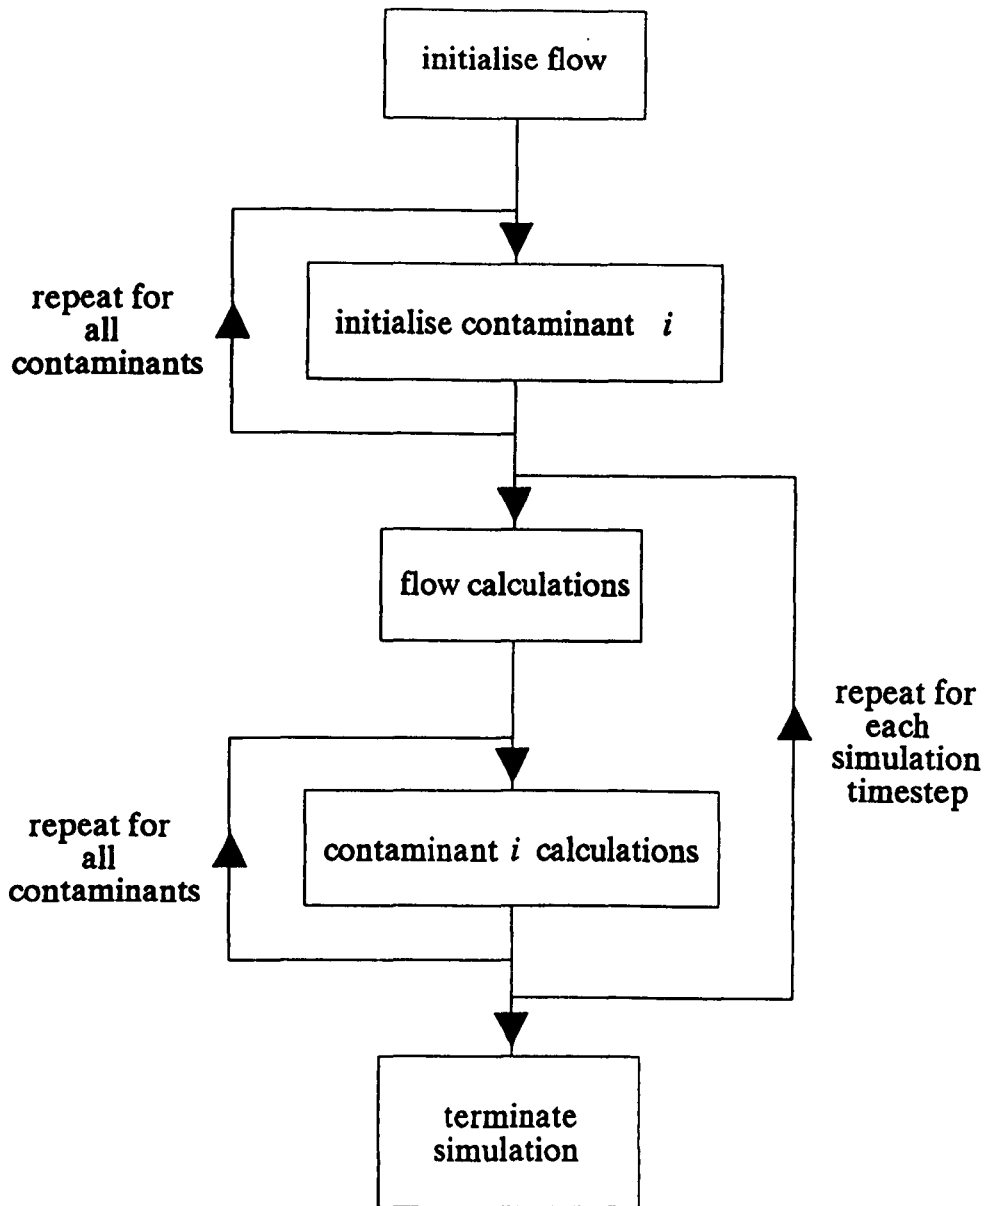 initialise flow
repeat for
all
contaminants
initialise contaminant i
flow calculations
repeat for
each
simulation
timestep
repeat for
all
contaminants
contaminant i calculations
terminate
simulation